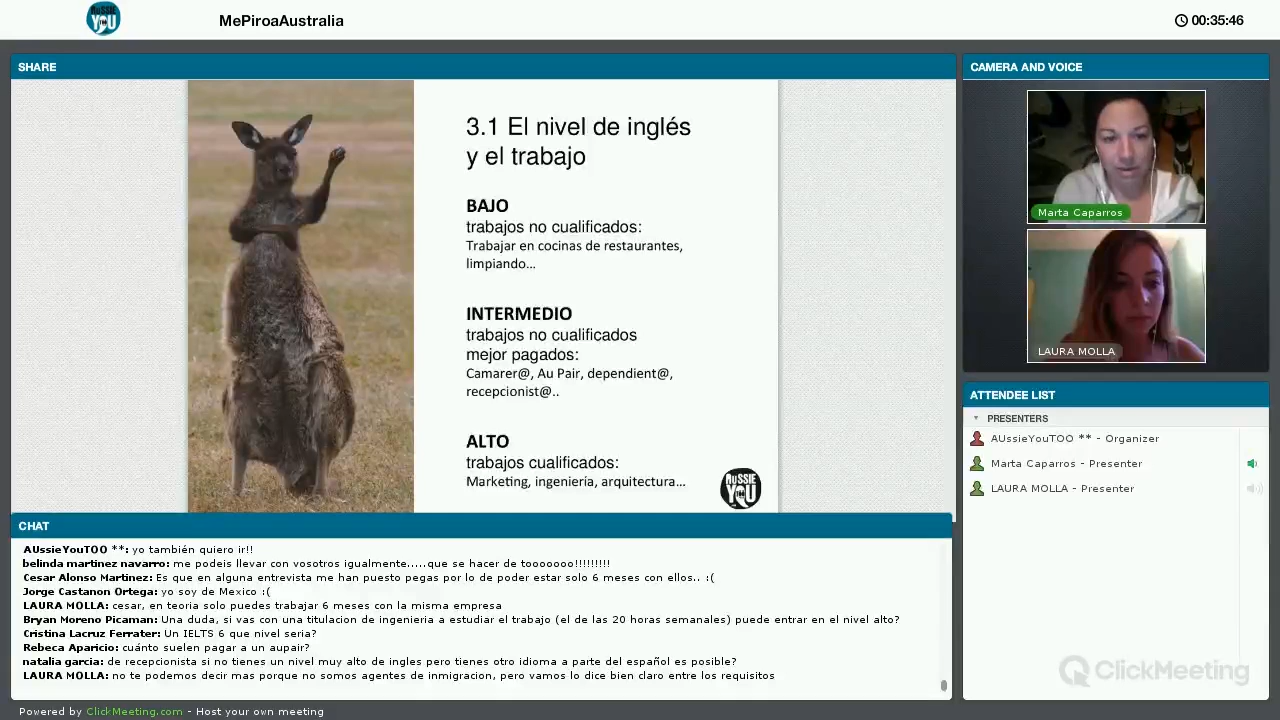 AUSSIE
YOU
TOO
MePiroaAustralia
00:35:46
SHARE
3.1 El nivel de inglés
y el trabajo
BAJO
trabajos no cualificados:
Trabajar en cocinas de restaurantes,
limpiando...
INTERMEDIO
trabajos no cualificados
mejor pagados:
Camarer@, Au Pair, dependient@,
recepcionist@..
ALTO
trabajos cualificados:
Marketing, ingeniería, arquitectura...
AUSSIE
YOU
TOO
CAMERA AND VOICE
Marta Caparros
LAURA MOLLA
ATTENDEE LIST
PRESENTERS
AUssieYouTOO ** - Organizer
Marta Caparros - Presenter
LAURA MOLLA - Presenter
CHAT
AUssieYouTOO **: yo también quiero ir!!
belinda martinez navarro: me podeis llevar con vosotros igualmente.....que se hacer de tooooooo!!!!!!!!!
Cesar Alonso Martinez: Es que en alguna entrevista me han puesto pegas por lo de poder estar solo 6 meses con ellos.. :(
Jorge Castanon Ortega: yo soy de Mexico :(
LAURA MOLLA: cesar, en teoria solo puedes trabajar 6 meses con la misma empresa
Bryan Moreno Picaman: Una duda, si vas con una titulacion de ingenieria a estudiar el trabajo (el de las 20 horas semanales) puede entrar en el nivel alto?
Cristina Lacruz Ferrater: Un IELTS 6 que nivel seria?
Rebeca Aparicio: cuánto suelen pagar a un aupair?
natalia garcia: de recepcionista si no tienes un nivel muy alto de ingles pero tienes otro idioma a parte del español es posible?
LAURA MOLLA: no te podemos decir mas porque no somos agentes de inmigracion, pero vamos lo dice bien claro entre los requisitos
ClickMeeting
Powered by ClickMeeting.com - Host your own meeting